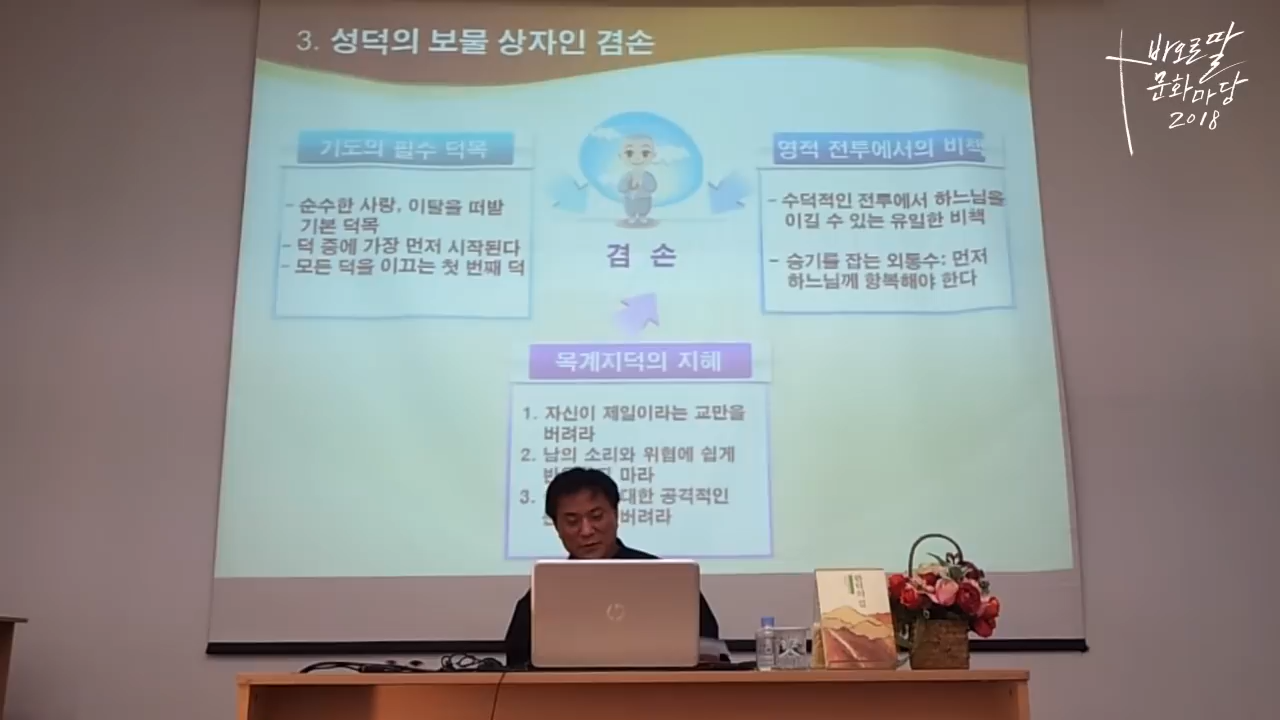 3. 성덕의 보물 상자인 겸손
바오로딸
문화마당
2018
기도의 필수 덕목
- 순수한 사랑, 이탈을 떠받
기본 덕목
- 덕 중에 가장 먼저 시작된다
- 모든 덕을 이끄는 첫 번째 덕
겸 손
영적 전투에서의 비책
- 수덕적인 전투에서 하느님을
이길 수 있는 유일한 비책
- 승기를 잡는 외통수: 먼저
하느님께 항복해야 한다
목계지덕의 지혜
1. 자신이 제일이라는 교만을
버려라
2. 남의 소리와 위협에 쉽게
마라
3. 대한 공격적인
버려라
hp